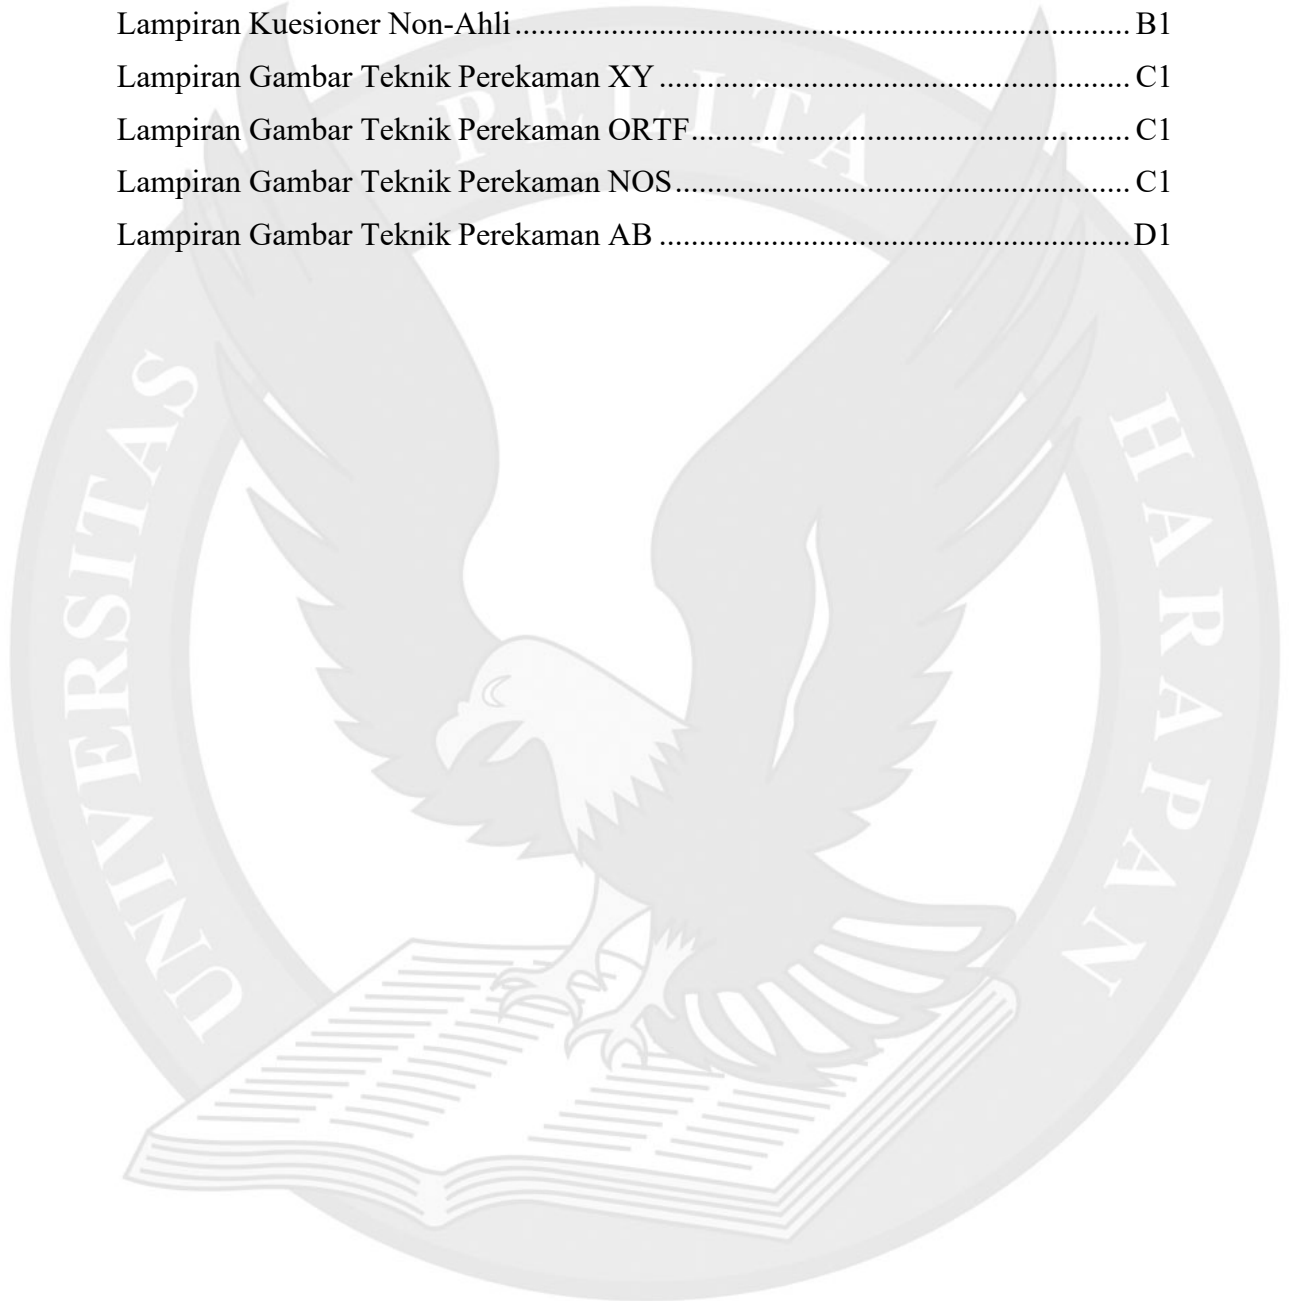 Lampiran Kuesioner Non-Ahli............................................................................. B1
Lampiran Gambar Teknik Perekaman XY ........................................................... C1
Lampiran Gambar Teknik Perekaman ORTF....................................................... C1
Lampiran Gambar Teknik Perekaman NOS......................................................... C1
Lampiran Gambar Teknik Perekaman AB ........................................................... D1
UNIVERSITAS PELITA HARAPAN